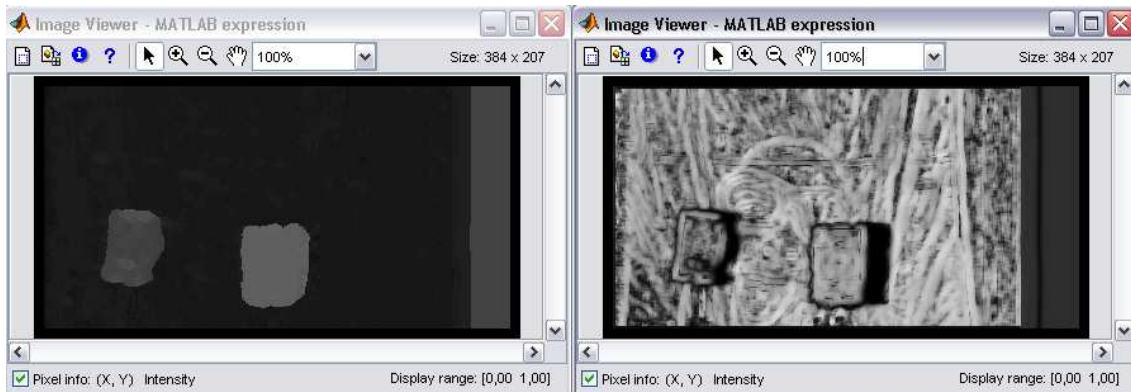 Image Viewer - MATLAB expression
? 100% Size: 384 x 207
Pixel info: (X, Y) Intensity Display range: [0,00 1,00]
Image Viewer - MATLAB expression
? 100% Size: 384 x 207
Pixel info: (X, Y) Intensity Display range: [0,00 1,00]